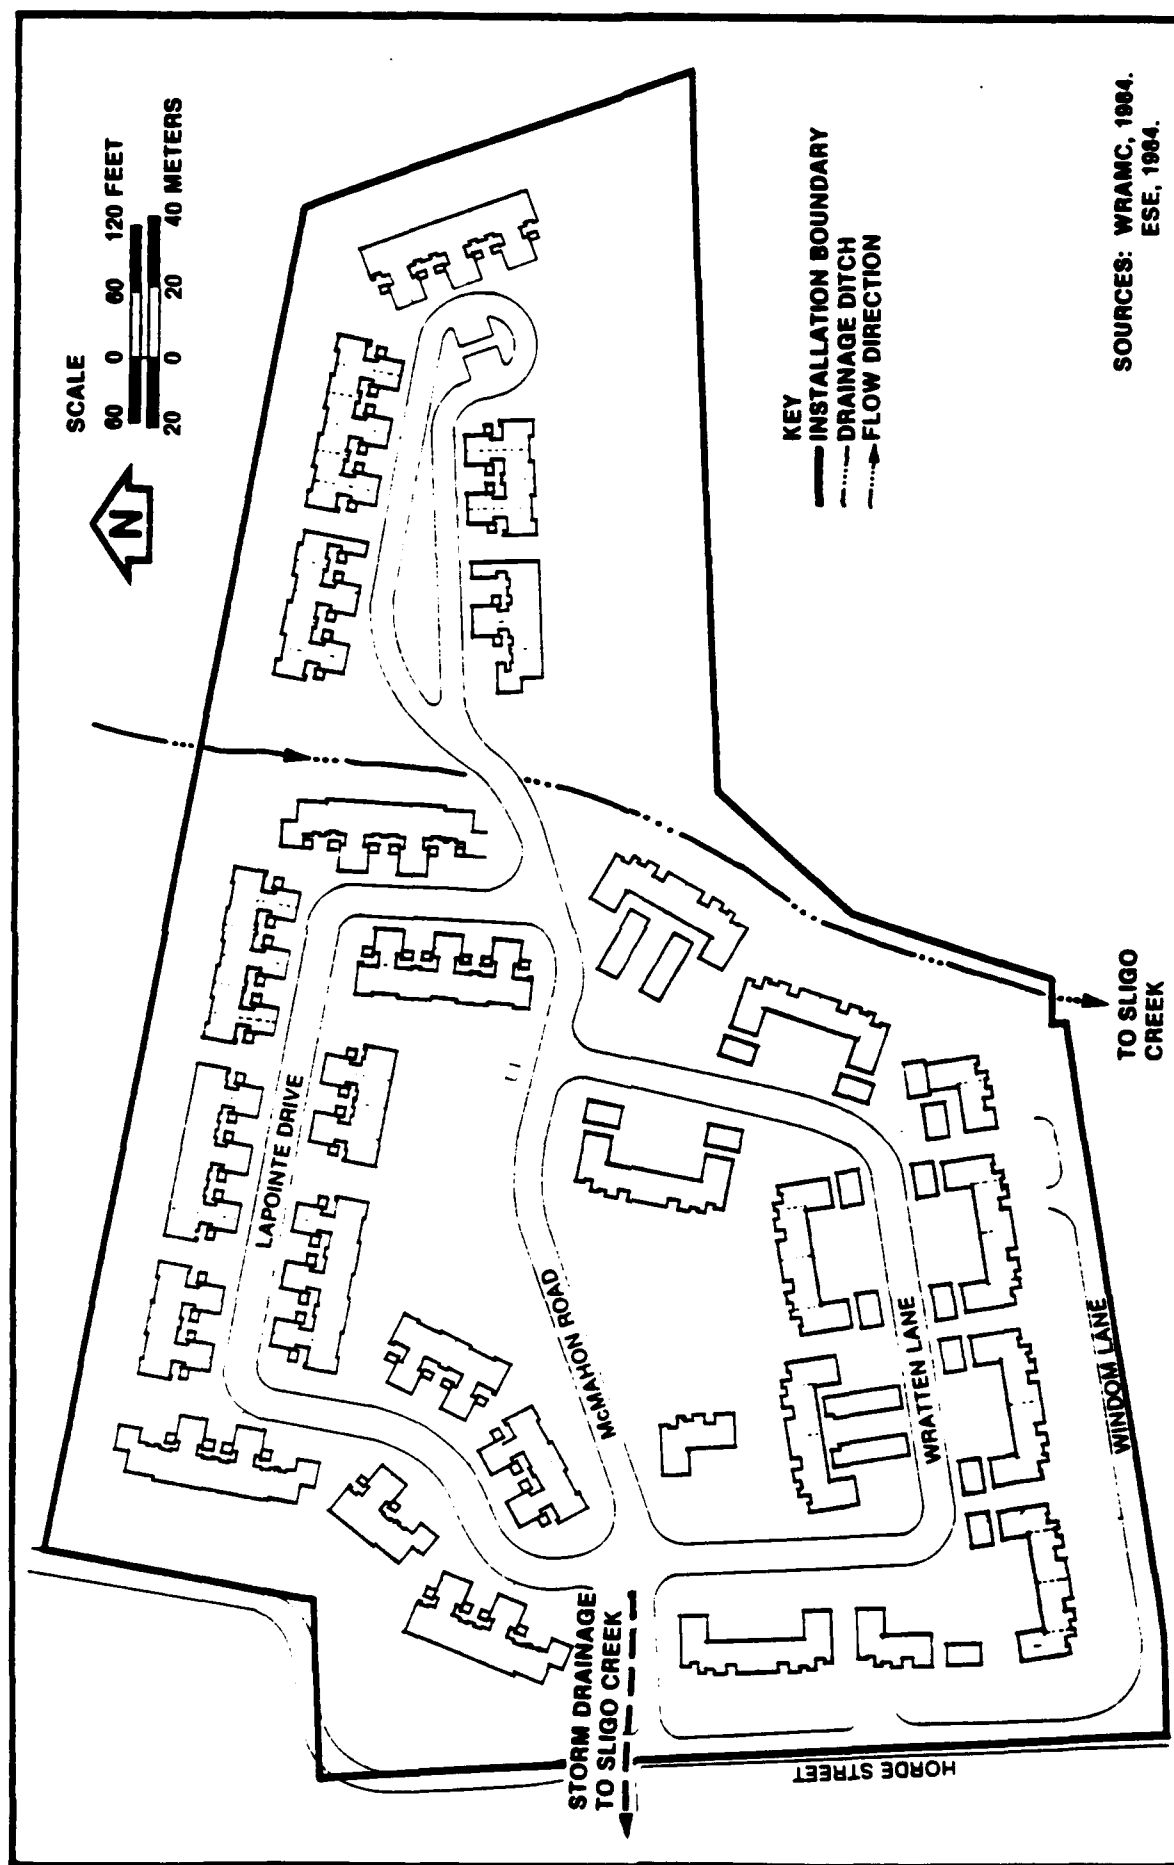 SCALE
60 0 60 120 FEET
20 0 20 40 METERS
N
KEY
INSTALLATION BOUNDARY
DRAINAGE DITCH
FLOW DIRECTION
SOURCES: WRAMC, 1984.
ESE, 1984.
LAPOINTE DRIVE
McMAHON ROAD
WRATTEN LANE
WINDOM LANE
HORDE STREET
TO SLIGO
CREEK
STORM DRAINAGE
TO SLIGO CREEK